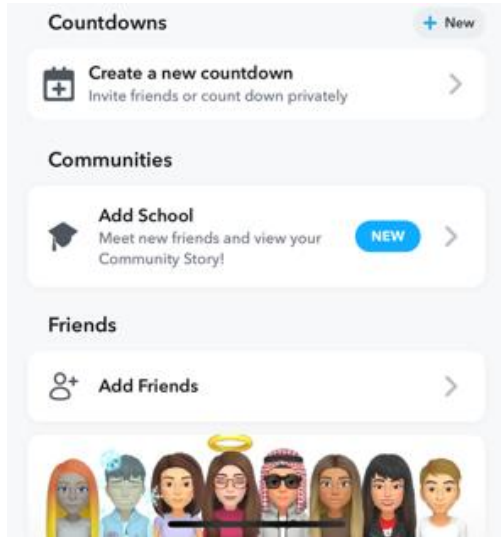 Countdowns
+ New
Create a new countdown
Invite friends or count down privately
Communities
Add School
Meet new friends and view your
Community Story!
NEW
Friends
Add Friends